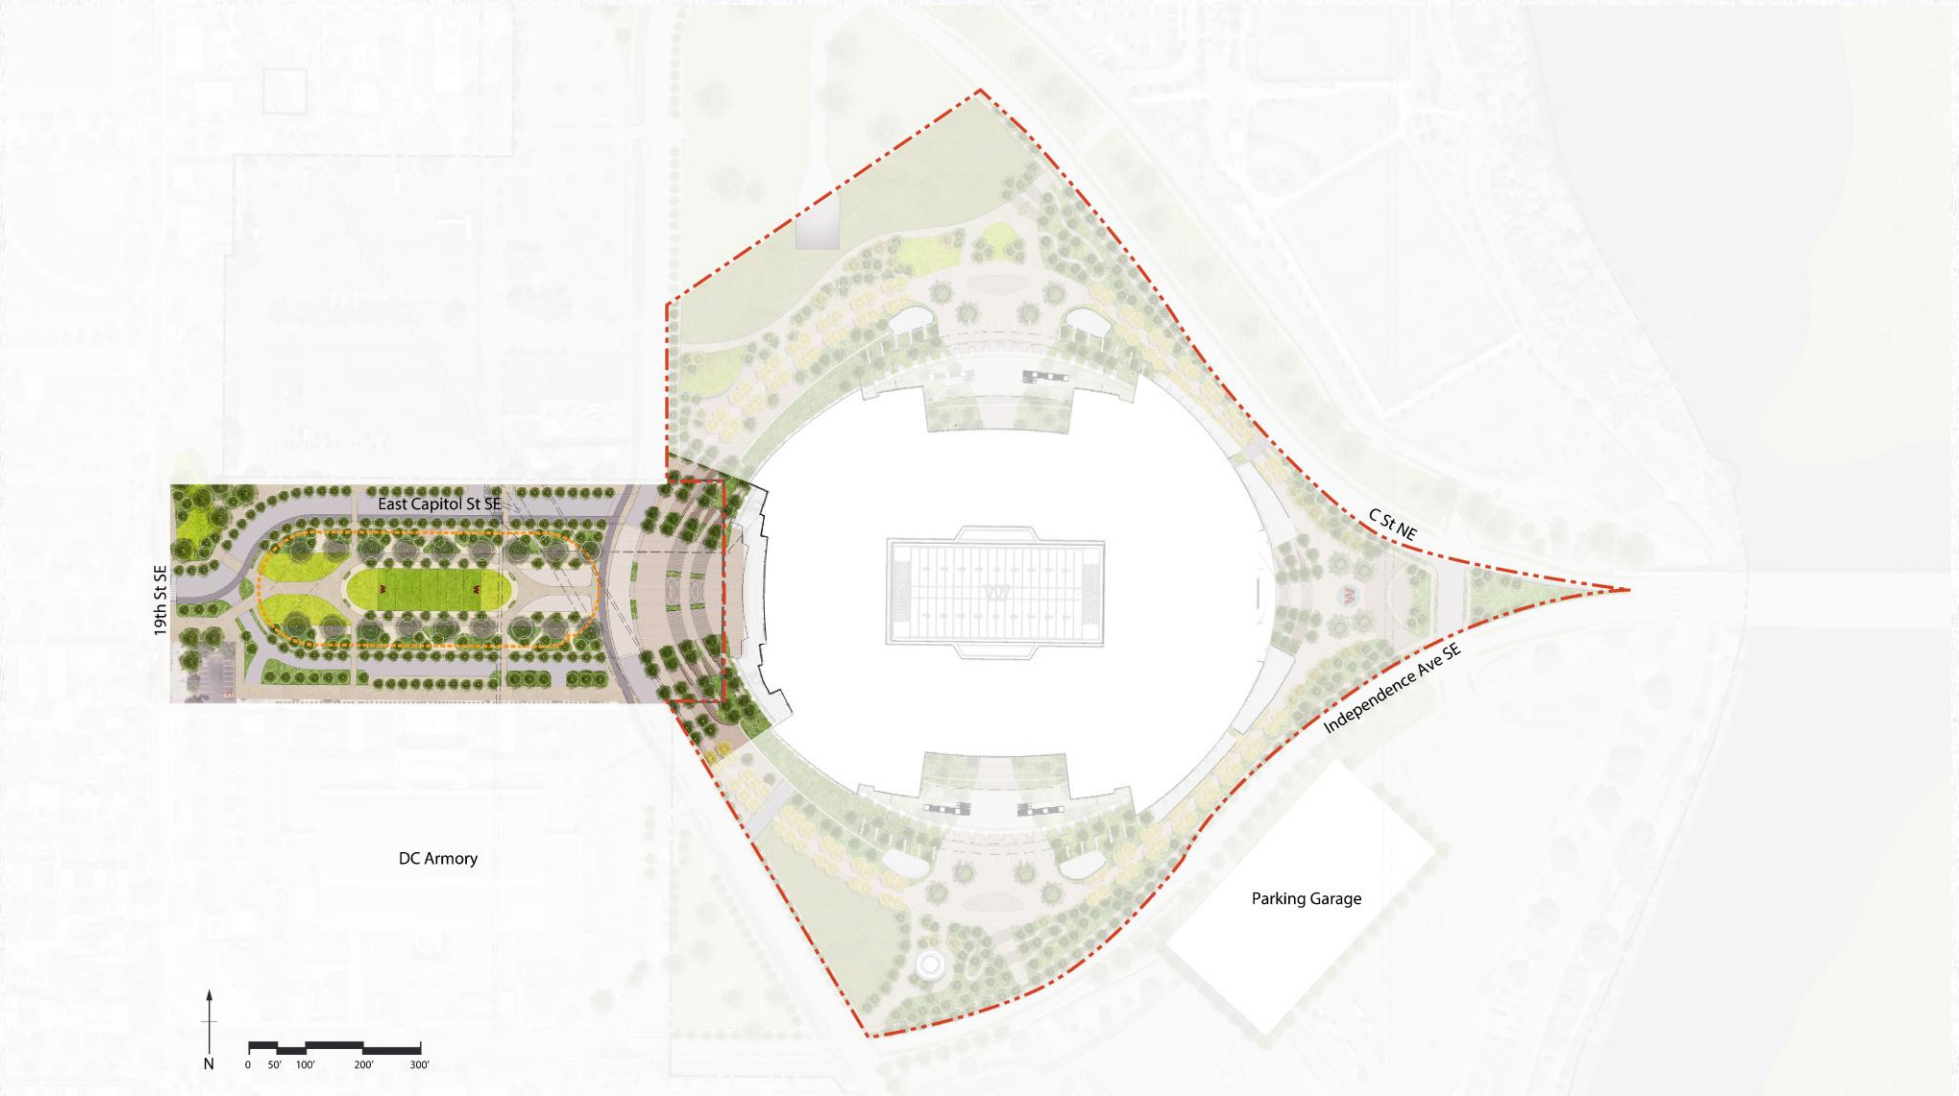 C St NE
East Capitol St SE
19th St SE
W W
W
W
Independence Ave SE
DC Armory
Parking Garage
N
0 50' 100' 200' 300'